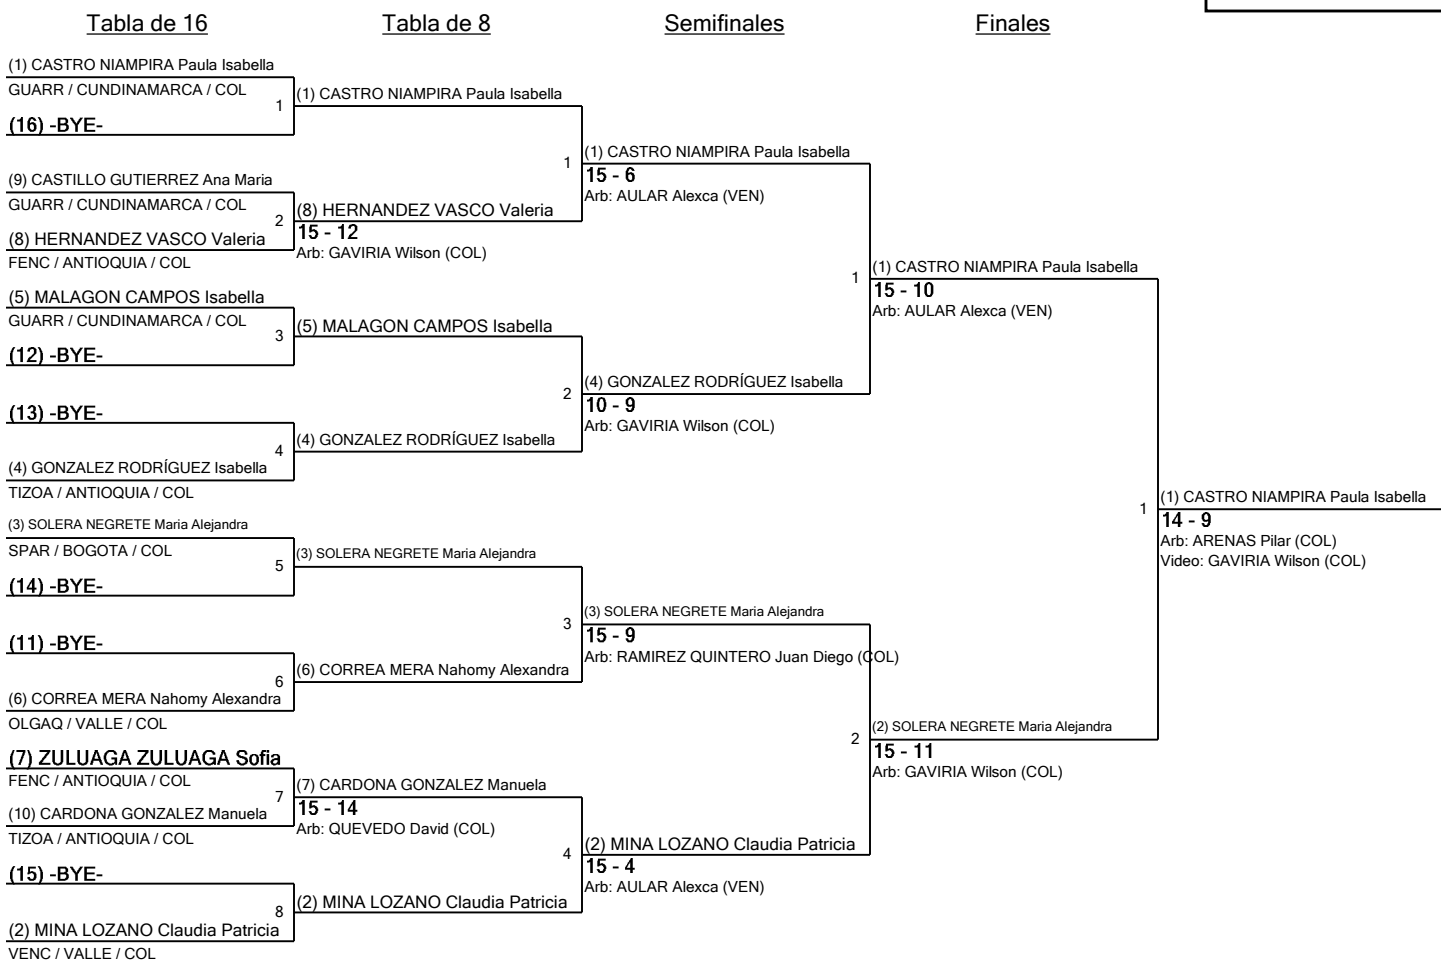 Tabla de 16
Tabla de 8
Semifinales
Finales
(1) CASTRO NIAMPIRA Paula Isabella
GUARR / CUNDINAMARCA / COL
1
(16) -BYE-
(9) CASTILLO GUTIERREZ Ana Maria
GUARR / CUNDINAMARCA / COL
2
(8) HERNANDEZ VASCO Valeria
FENC / ANTIOQUIA / COL
(5) MALAGON CAMPOS Isabella
GUARR / CUNDINAMARCA / COL
3
(12) -BYE-
(13) -BYE-
4
(4) GONZALEZ RODRÍGUEZ Isabella
TIZOA / ANTIOQUIA / COL
(3) SOLERA NEGRETE Maria Alejandra
SPAR / BOGOTA / COL
5
(14) -BYE-
(11) -BYE-
6
(6) CORREA MERA Nahomy Alexandra
OLGAQ / VALLE / COL
(7) ZULUAGA ZULUAGA Sofia
FENC / ANTIOQUIA / COL
7
(10) CARDONA GONZALEZ Manuela
TIZOA / ANTIOQUIA / COL
(15) -BYE-
8
(2) MINA LOZANO Claudia Patricia
VENC / VALLE / COL
(1) CASTRO NIAMPIRA Paula Isabella
1
(8) HERNANDEZ VASCO Valeria
15 - 12
Arb: GAVIRIA Wilson (COL)
(5) MALAGON CAMPOS Isabella
2
(4) GONZALEZ RODRÍGUEZ Isabella
(3) SOLERA NEGRETE Maria Alejandra
3
(6) CORREA MERA Nahomy Alexandra
(7) CARDONA GONZALEZ Manuela
15 - 14
Arb: QUEVEDO David (COL)
4
(2) MINA LOZANO Claudia Patricia
(1) CASTRO NIAMPIRA Paula Isabella
15 - 6
Arb: AULAR Alexca (VEN)
1
(4) GONZALEZ RODRÍGUEZ Isabella
10 - 9
Arb: GAVIRIA Wilson (COL)
(3) SOLERA NEGRETE Maria Alejandra
15 - 9
Arb: RAMIREZ QUINTERO Juan Diego (COL)
2
(2) MINA LOZANO Claudia Patricia
15 - 4
Arb: AULAR Alexca (VEN)
(1) CASTRO NIAMPIRA Paula Isabella
15 - 10
Arb: AULAR Alexca (VEN)
1
(2) SOLERA NEGRETE Maria Alejandra
15 - 11
Arb: GAVIRIA Wilson (COL)
(1) CASTRO NIAMPIRA Paula Isabella
14 - 9
Arb: ARENAS Pilar (COL)
Video: GAVIRIA Wilson (COL)